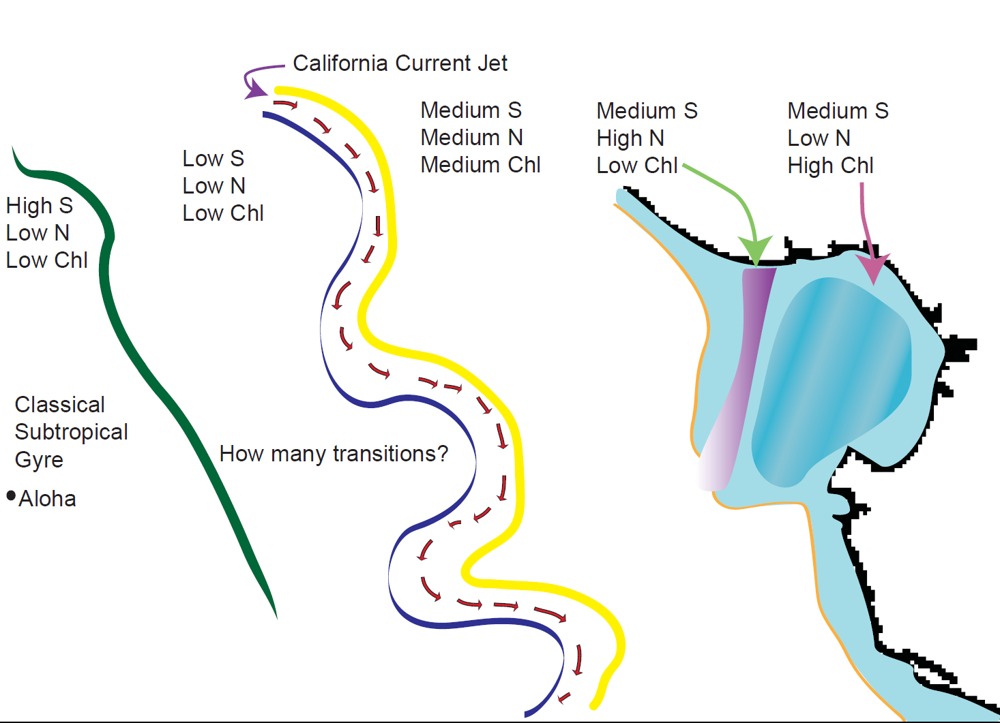 California Current Jet
Medium S
Medium N
Medium Chl
Medium S
High N
Low Chl
Medium S
Low N
High Chl
Low S
Low N
Low Chl
High S
Low N
Low Chl
Classical
Subtropical
Gyre
Aloha
How many transitions?